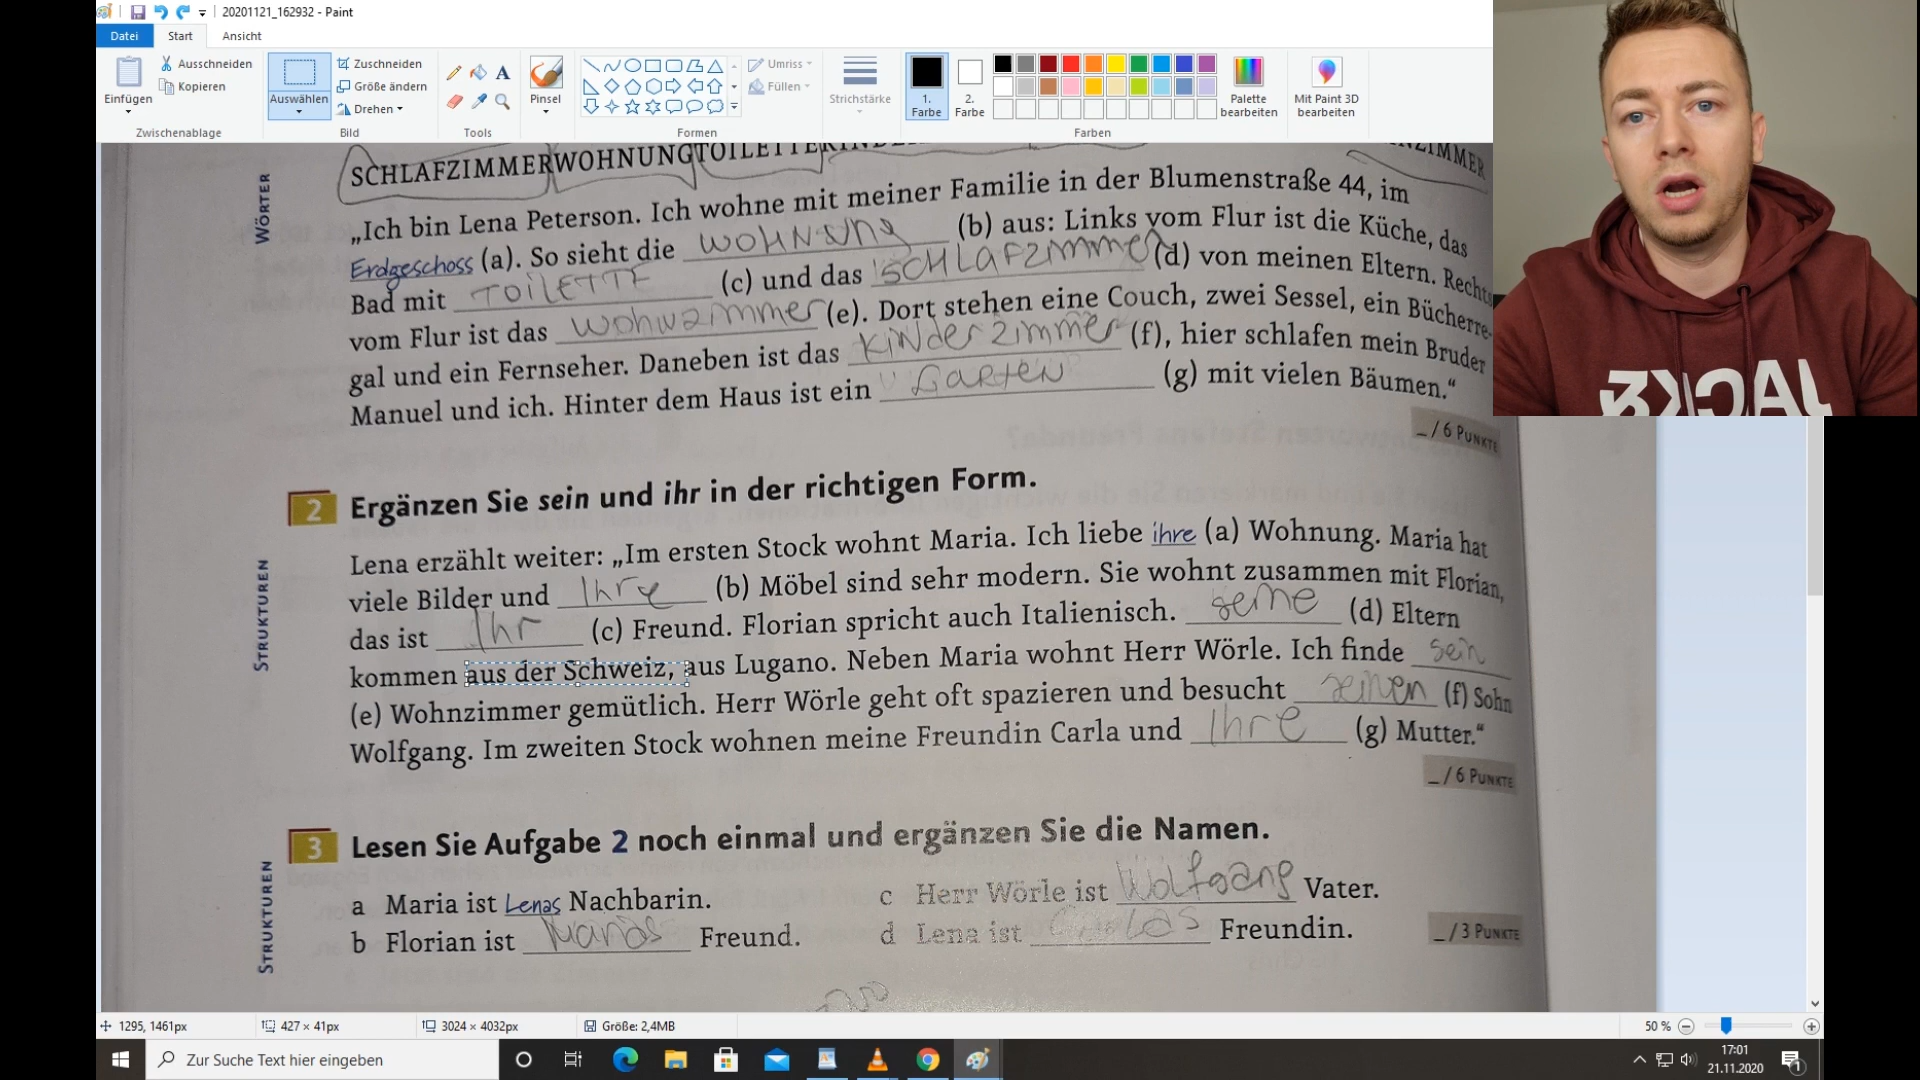 20201121_162932 - Paint
Datei Start Ansicht
Einfügen
Ausschneiden
Kopieren
Zwischenablage
Auswählen
Zuschneiden
Größe ändern
Drehen
Bild
Tools
Pinsel
Formen
Umriss
Füllen
Strichstärke
1. Farbe
2. Farbe
Farben
Palette bearbeiten
Mit Paint 3D bearbeiten
SCHLAFZIMMERWOHNUNGTOILETTE
WÖRTER
„Ich bin Lena Peterson. Ich wohne mit meiner Familie in der Blumenstraße 44, im
Erdgeschoss (a). So sieht die WOHNUNG (b) aus: Links vom Flur ist die Küche, das
Bad mit TOILETTE (c) und das SCHLAFZIMMER (d) von meinen Eltern. Rechts
vom Flur ist das Wohnzimmer (e). Dort stehen eine Couch, zwei Sessel, ein Bücherre-
gal und ein Fernseher. Daneben ist das Kinderzimmer (f), hier schlafen mein Bruder
Manuel und ich. Hinter dem Haus ist ein Garten (g) mit vielen Bäumen.“
_ / 6 PUNKTE
2 Ergänzen Sie sein und ihr in der richtigen Form.
STRUKTUREN
Lena erzählt weiter: „Im ersten Stock wohnt Maria. Ich liebe ihre (a) Wohnung. Maria hat
viele Bilder und Ihre (b) Möbel sind sehr modern. Sie wohnt zusammen mit Florian,
das ist Ihr (c) Freund. Florian spricht auch Italienisch. seine (d) Eltern
kommen aus der Schweiz, aus Lugano. Neben Maria wohnt Herr Wörle. Ich finde sein
(e) Wohnzimmer gemütlich. Herr Wörle geht oft spazieren und besucht seinen (f) Sohn
Wolfgang. Im zweiten Stock wohnen meine Freundin Carla und Ihre (g) Mutter.“
_ / 6 PUNKTE
3 Lesen Sie Aufgabe 2 noch einmal und ergänzen Sie die Namen.
STRUKTUREN
a Maria ist Lenas Nachbarin.
b Florian ist Marias Freund.
c Herr Wörle ist Wolfgang Vater.
d Lena ist Carlas Freundin.
_ / 3 PUNKTE
1295, 1461px 427 × 41px 3024 × 4032px Größe: 2,4MB 50 %
Zur Suche Text hier eingeben
17:01
21.11.2020
1